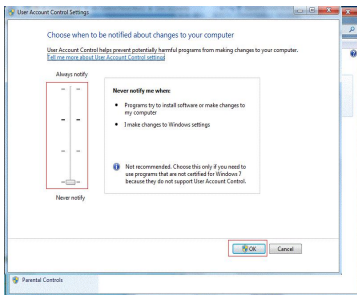 User Account Control Settings
Choose when to be notified about changes to your computer
User Account Control helps prevent potentially harmful programs from making changes to your computer.
Tell me more about User Account Control settings
Always notify
Never notify me when:
• Programs try to install software or make changes to
my computer
• I make changes to Windows settings
Not recommended. Choose this only if you need to
use programs that are not certified for Windows 7
because they do not support User Account Control.
Never notify
OK
Cancel
Parental Controls